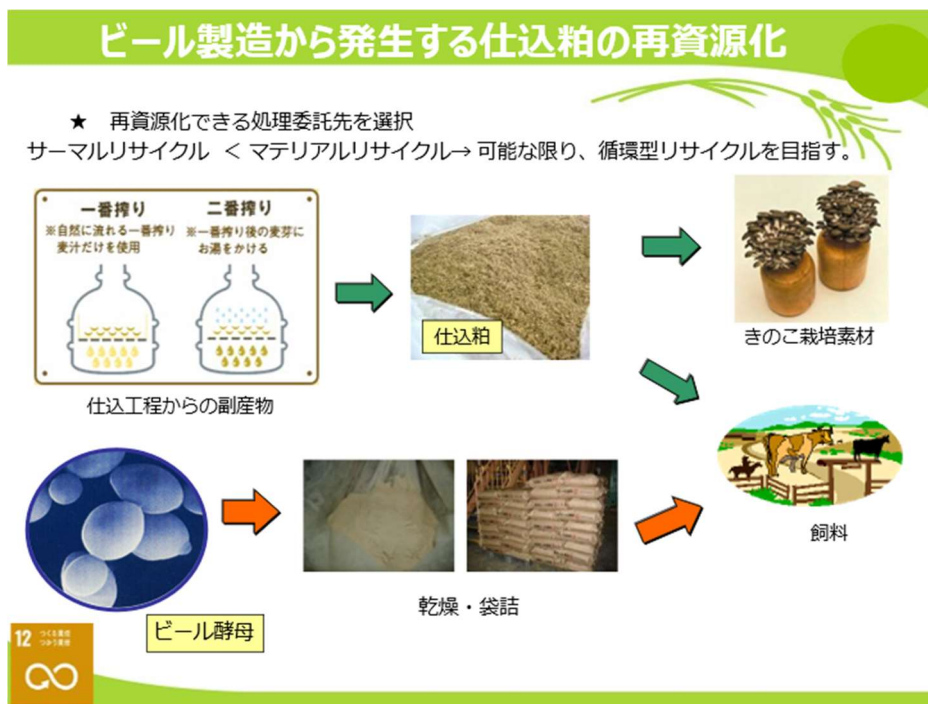 ビール製造から発生する仕込粕の再資源化
★ 再資源化できる処理委託先を選択
サーマルリサイクル < マテリアルリサイクル→ 可能な限り、循環型リサイクルを目指す。
一番搾り
※自然に流れる一番搾り
麦汁だけを使用
二番搾り
※一番搾り後の麦芽に
お湯をかける
仕込工程からの副産物
仕込粕
きのこ栽培素材
飼料
乾燥・袋詰
ビール酵母
12 つくる責任
つかう責任